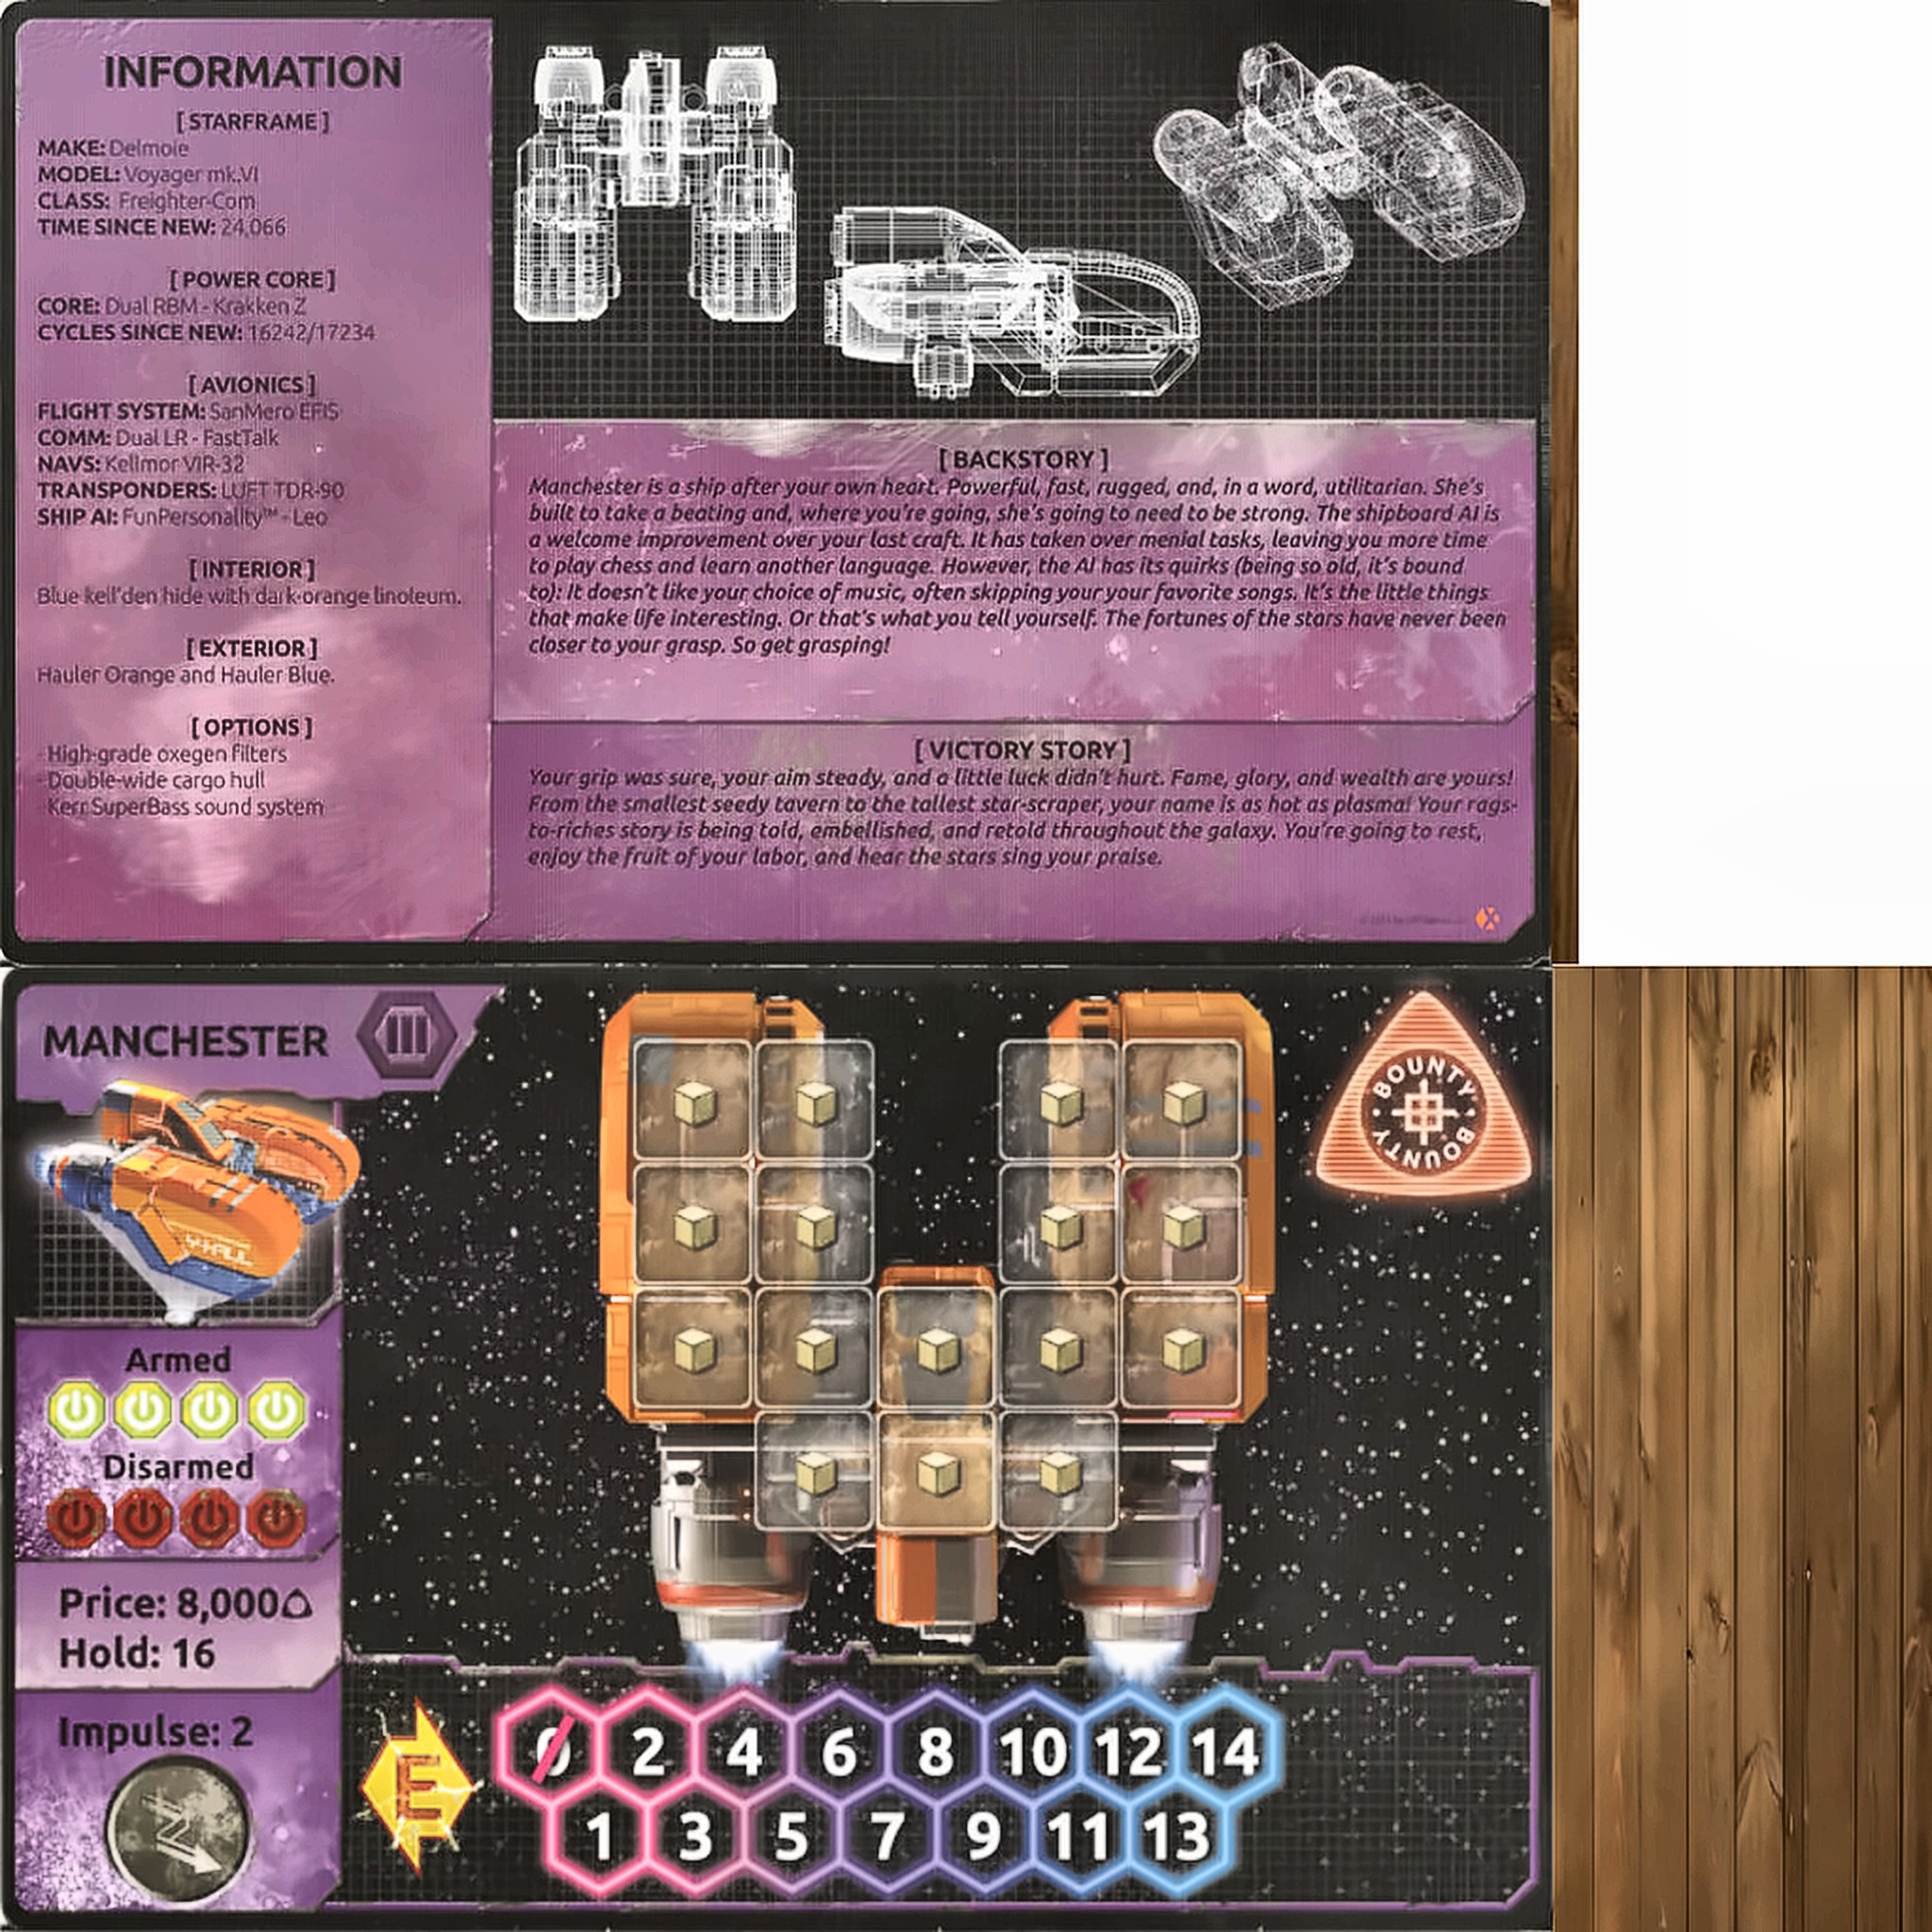 INFORMATION
[ STARFRAME ]
MAKE: Delmoie
MODEL: Voyager mk.VI
CLASS: Freighter-Com
TIME SINCE NEW: 24,066
[ POWER CORE ]
CORE: Dual RBM - Krakken Z
CYCLES SINCE NEW: 16242/17234
[ AVIONICS ]
FLIGHT SYSTEM: SanMero EFIS
COMM: Dual LR - FastTalk
NAVS: Kellmor VIR-32
TRANSPONDERS: LUFT TDR-90
SHIP AI: FunPersonality™ - Leo
[ INTERIOR ]
Blue kell'den hide with dark-orange linoleum.
[ EXTERIOR ]
Hauler Orange and Hauler Blue.
[ OPTIONS ]
- High-grade oxegen filters
- Double-wide cargo hull
- Kerr SuperBass sound system
[ BACKSTORY ]
Manchester is a ship after your own heart. Powerful, fast, rugged, and, in a word, utilitarian. She's
built to take a beating and, where you're going, she's going to need to be strong. The shipboard AI is
a welcome improvement over your last craft. It has taken over menial tasks, leaving you more time
to play chess and learn another language. However, the AI has its quirks (being so old, it's bound
to): It doesn't like your choice of music, often skipping your your favorite songs. It's the little things
that make life interesting. Or that's what you tell yourself. The fortunes of the stars have never been
closer to your grasp. So get grasping!
[ VICTORY STORY ]
Your grip was sure, your aim steady, and a little luck didn't hurt. Fame, glory, and wealth are yours!
From the smallest seedy tavern to the tallest star-scraper, your name is as hot as plasma! Your rags-
to-riches story is being told, embellished, and retold throughout the galaxy. You're going to rest,
enjoy the fruit of your labor, and hear the stars sing your praise.
MANCHESTER III
BOUNTY · BOUNTY ·
Armed
Disarmed
Price: 8,000
Hold: 16
Impulse: 2
N
E
0 2 4 6 8 10 12 14
1 3 5 7 9 11 13